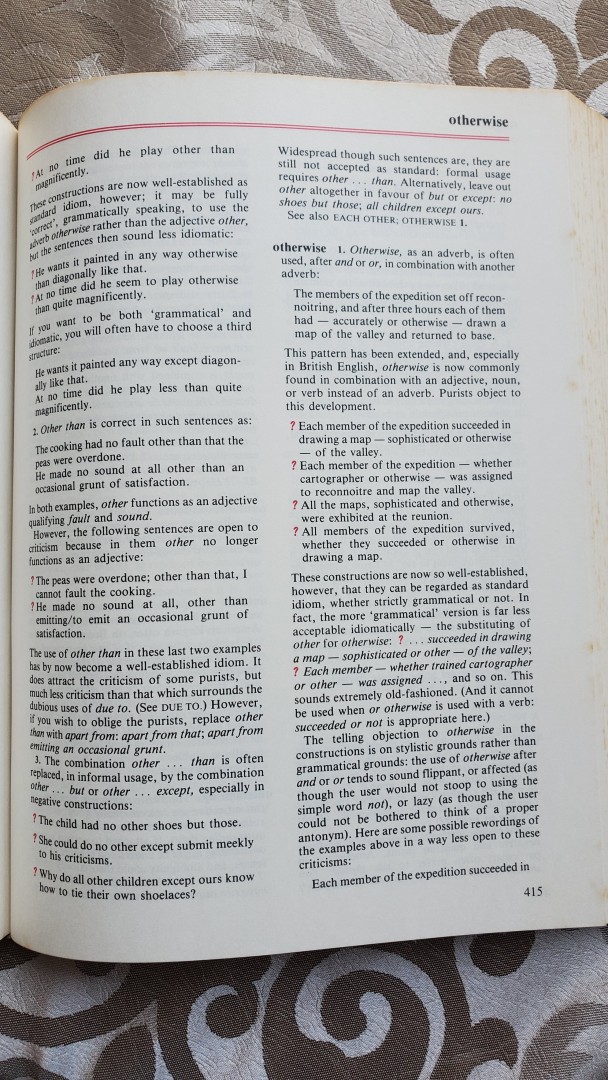 otherwise
? At no time did he play other than
magnificently.
These constructions are now well-established as
standard idiom, however; it may be fully
'correct', grammatically speaking, to use the
adverb otherwise rather than the adjective other,
but the sentences then sound less idiomatic:
? He wants it painted in any way otherwise
than diagonally like that.
? At no time did he seem to play otherwise
than quite magnificently.
If you want to be both 'grammatical' and
idiomatic, you will often have to choose a third
structure:
He wants it painted any way except diagon-
ally like that.
At no time did he play less than quite
magnificently.
2. Other than is correct in such sentences as:
The cooking had no fault other than that the
peas were overdone.
He made no sound at all other than an
occasional grunt of satisfaction.
In both examples, other functions as an adjective
qualifying fault and sound.
However, the following sentences are open to
criticism because in them other no longer
functions as an adjective:
? The peas were overdone; other than that, I
cannot fault the cooking.
? He made no sound at all, other than
emitting/to emit an occasional grunt of
satisfaction.
The use of other than in these last two examples
has by now become a well-established idiom. It
does attract the criticism of some purists, but
much less criticism than that which surrounds the
dubious uses of due to. (See DUE TO.) However,
if you wish to oblige the purists, replace other
than with apart from: apart from that; apart from
emitting an occasional grunt.
3. The combination other ... than is often
replaced, in informal usage, by the combination
other ... but or other ... except, especially in
negative constructions:
? The child had no other shoes but those.
? She could do no other except submit meekly
to his criticisms.
? Why do all other children except ours know
how to tie their own shoelaces?
Widespread though such sentences are, they are
still not accepted as standard: formal usage
requires other ... than. Alternatively, leave out
other altogether in favour of but or except: no
shoes but those; all children except ours.
See also EACH OTHER; OTHERWISE 1.
otherwise 1. Otherwise, as an adverb, is often
used, after and or or, in combination with another
adverb:
The members of the expedition set off recon-
noitring, and after three hours each of them
had — accurately or otherwise — drawn a
map of the valley and returned to base.
This pattern has been extended, and, especially
in British English, otherwise is now commonly
found in combination with an adjective, noun,
or verb instead of an adverb. Purists object to
this development.
? Each member of the expedition succeeded in
drawing a map — sophisticated or otherwise
— of the valley.
? Each member of the expedition — whether
cartographer or otherwise — was assigned
to reconnoitre and map the valley.
? All the maps, sophisticated and otherwise,
were exhibited at the reunion.
? All members of the expedition survived,
whether they succeeded or otherwise in
drawing a map.
These constructions are now so well-established,
however, that they can be regarded as standard
idiom, whether strictly grammatical or not. In
fact, the more 'grammatical' version is far less
acceptable idiomatically — the substituting of
other for otherwise: ? ... succeeded in drawing
a map — sophisticated or other — of the valley;
? Each member — whether trained cartographer
or other — was assigned ..., and so on. This
sounds extremely old-fashioned. (And it cannot
be used when or otherwise is used with a verb:
succeeded or not is appropriate here.)
The telling objection to otherwise in the
constructions is on stylistic grounds rather than
grammatical grounds: the use of otherwise after
and or or tends to sound flippant, or affected (as
though the user would not stoop to using the
simple word not), or lazy (as though the user
could not be bothered to think of a proper
antonym). Here are some possible rewordings of
the examples above in a way less open to these
criticisms:
Each member of the expedition succeeded in
415